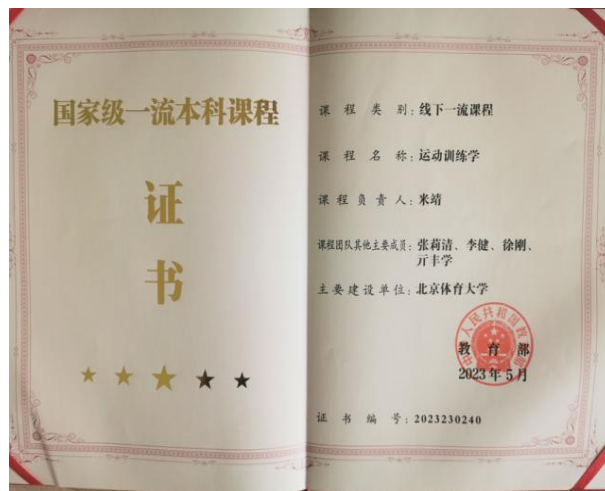 国家级一流本科课程
证
书
课程类别：线下一流课程
课程名称：运动训练学
课程负责人：米靖
课程团队其他主要成员：张莉清、李健、徐刚、
亓丰学
主要建设单位：北京体育大学
教育部
2023年5月
证书编号：2023230240